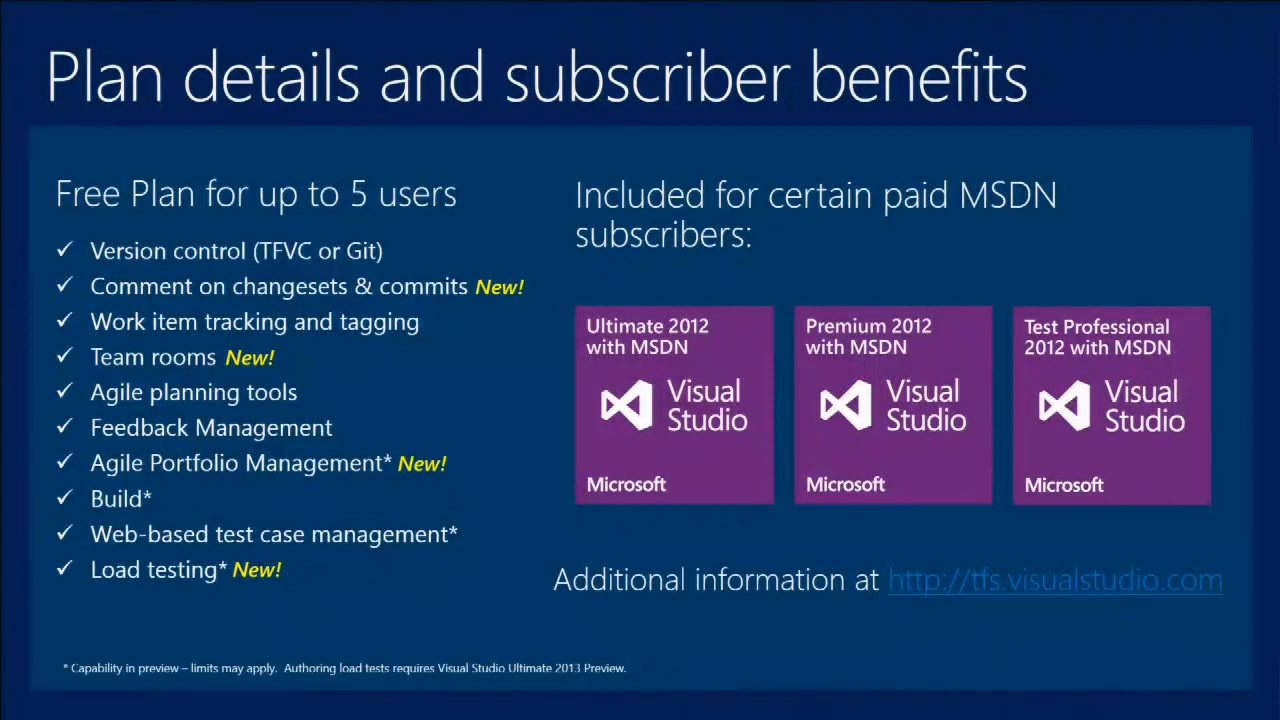 Plan details and subscriber benefits
Free Plan for up to 5 users
✓ Version control (TFVC or Git)
✓ Comment on changesets & commits New!
✓ Work item tracking and tagging
✓ Team rooms New!
✓ Agile planning tools
✓ Feedback Management
✓ Agile Portfolio Management* New!
✓ Build*
✓ Web-based test case management*
✓ Load testing* New!
* Capability in preview – limits may apply. Authoring load tests requires Visual Studio Ultimate 2013 Preview.
Included for certain paid MSDN
subscribers:
Ultimate 2012
with MSDN
Visual
Studio
Microsoft
Premium 2012
with MSDN
Visual
Studio
Microsoft
Test Professional
2012 with MSDN
Visual
Studio
Microsoft
Additional information at http://tfs.visualstudio.com